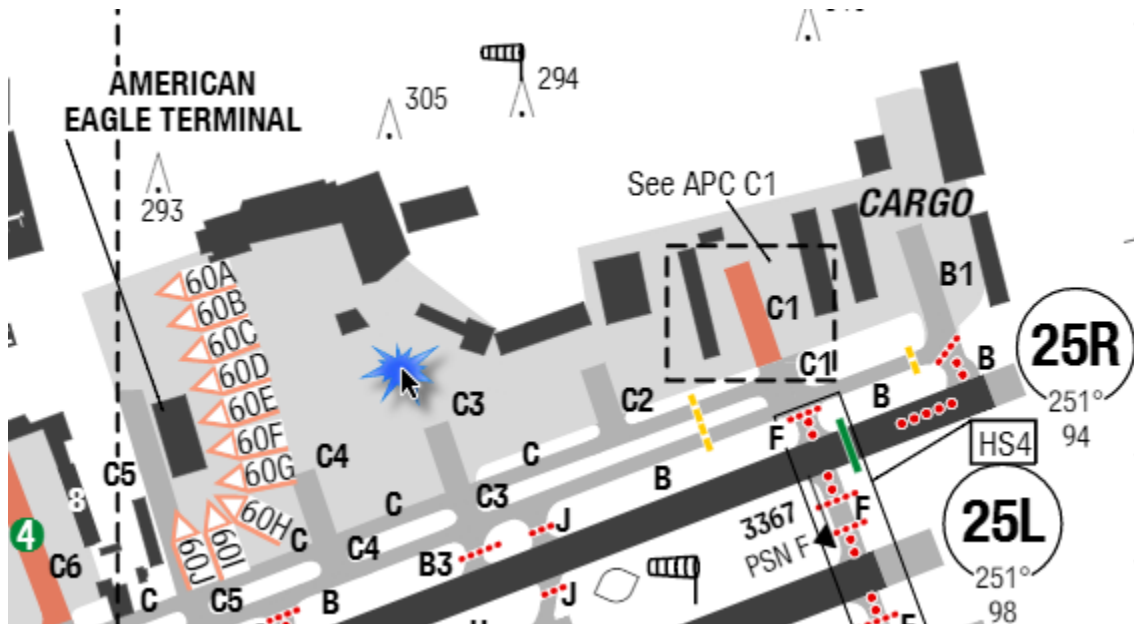 305
294
AMERICAN
EAGLE TERMINAL
293
See APC C1
CARGO
60A
60B
60C
60D
60E
60F
60G
60H
60I
60J
C1
B1
25R
251°
94
C1
B
C2
B
C3
F
HS4
C4
C5
C
B
C3
25L
251°
98
8
4
C6
C
C
C4
J
B3
3367
PSN F
F
J
C
C5
B
F